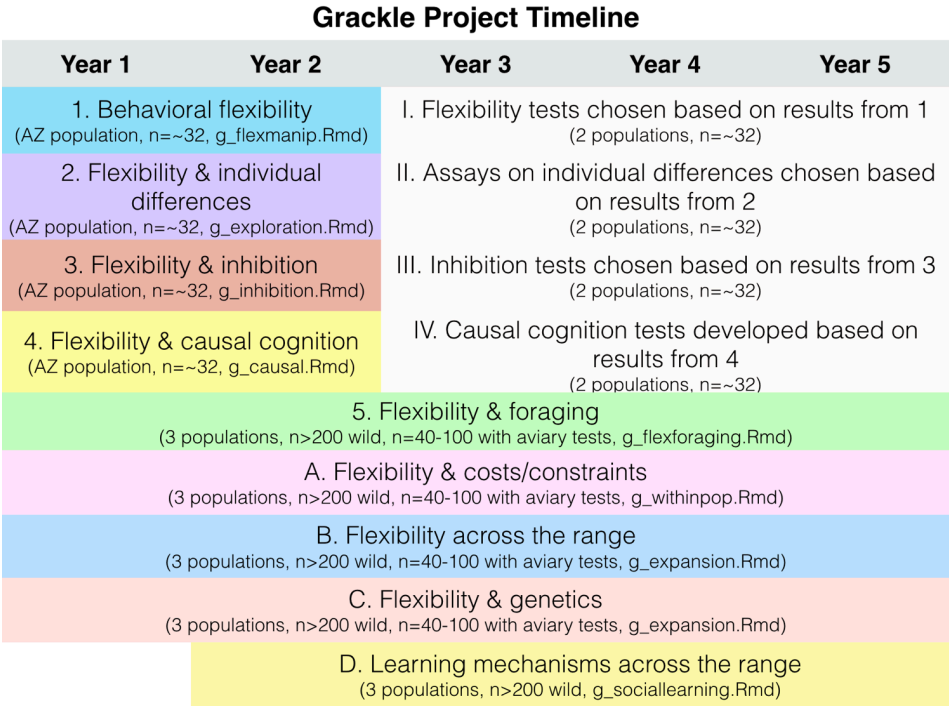 Grackle Project Timeline
Year 1 Year 2 Year 3 Year 4 Year 5
1. Behavioral flexibility
(AZ population, n=~32, g_flexmanip.Rmd)
I. Flexibility tests chosen based on results from 1
(2 populations, n=~32)
2. Flexibility & individual
differences
(AZ population, n=~32, g_exploration.Rmd)
II. Assays on individual differences chosen based
on results from 2
(2 populations, n=~32)
3. Flexibility & inhibition
(AZ population, n=~32, g_inhibition.Rmd)
III. Inhibition tests chosen based on results from 3
(2 populations, n=~32)
4. Flexibility & causal cognition
(AZ population, n=~32, g_causal.Rmd)
IV. Causal cognition tests developed based on
results from 4
(2 populations, n=~32)
5. Flexibility & foraging
(3 populations, n>200 wild, n=40-100 with aviary tests, g_flexforaging.Rmd)
A. Flexibility & costs/constraints
(3 populations, n>200 wild, n=40-100 with aviary tests, g_withinpop.Rmd)
B. Flexibility across the range
(3 populations, n>200 wild, n=40-100 with aviary tests, g_expansion.Rmd)
C. Flexibility & genetics
(3 populations, n>200 wild, n=40-100 with aviary tests, g_expansion.Rmd)
D. Learning mechanisms across the range
(3 populations, n>200 wild, g_sociallearning.Rmd)